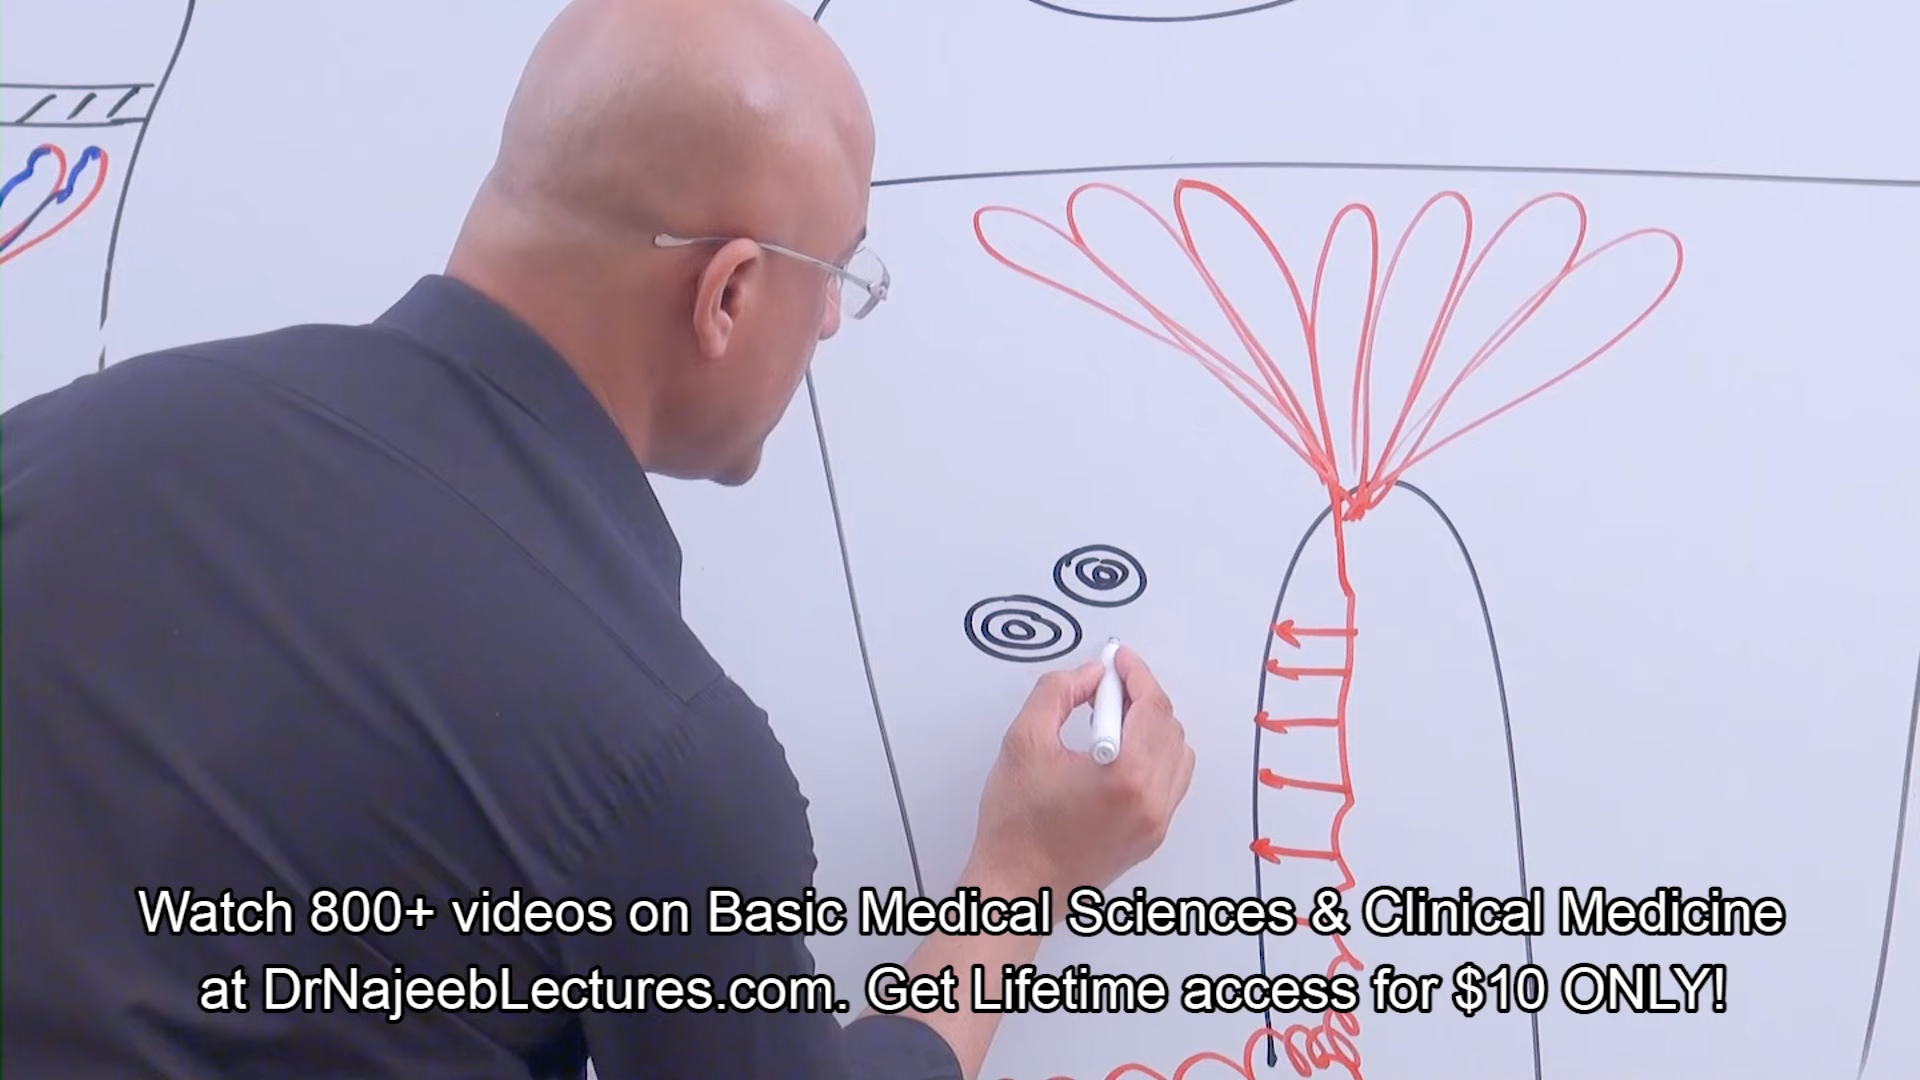 Watch 800+ videos on Basic Medical Sciences & Clinical Medicine
at DrNajeebLectures.com. Get Lifetime access for $10 ONLY!